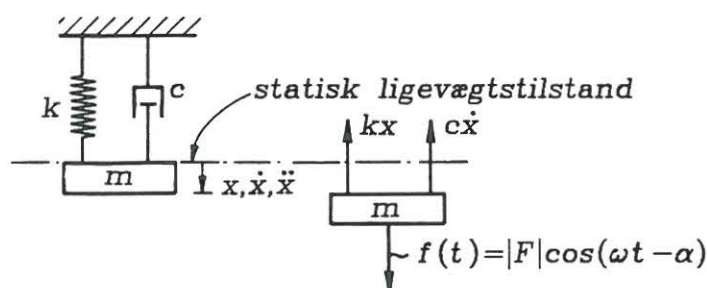 k
c
statisk ligevægtstilstand
kx
cẋ
m
x,ẋ,ẍ
m
f(t)=|F|cos(ωt-α)